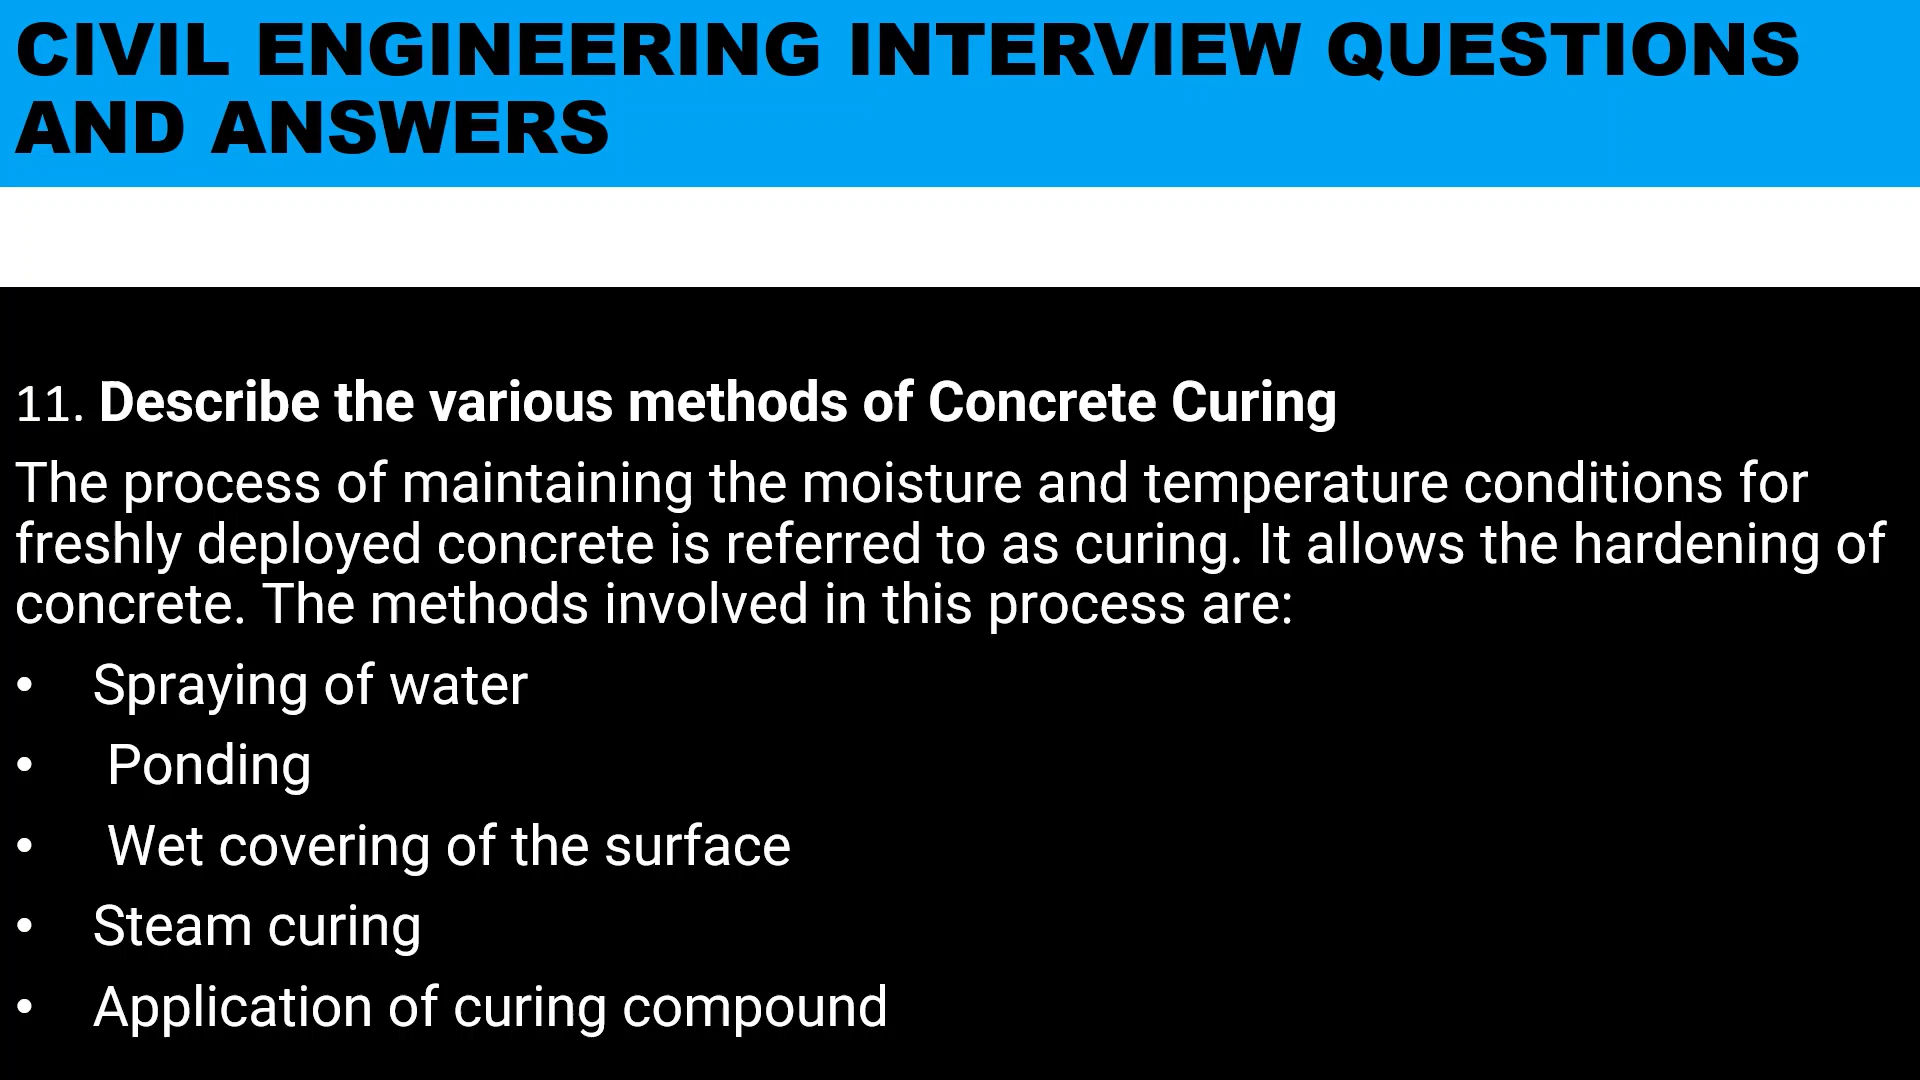 CIVIL ENGINEERING INTERVIEW QUESTIONS
AND ANSWERS
11. Describe the various methods of Concrete Curing
The process of maintaining the moisture and temperature conditions for
freshly deployed concrete is referred to as curing. It allows the hardening of
concrete. The methods involved in this process are:
• Spraying of water
• Ponding
• Wet covering of the surface
• Steam curing
• Application of curing compound